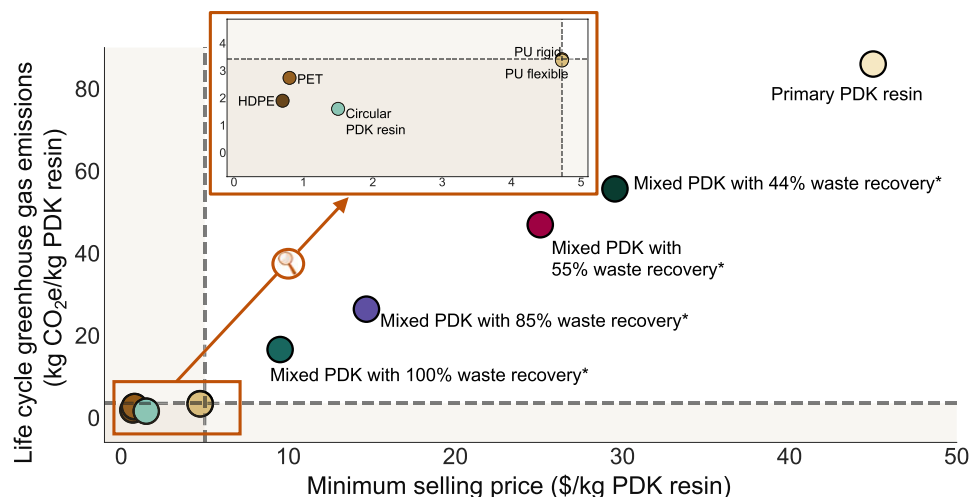 Life cycle greenhouse gas emissions
(kg CO₂e/kg PDK resin)
80
60
40
20
0
4
3
2
1
0
PU rigid
PU flexible
PET
HDPE
Circular
PDK resin
0 1 2 3 4 5
Primary PDK resin
Mixed PDK with 44% waste recovery*
Mixed PDK with
55% waste recovery*
Mixed PDK with 85% waste recovery*
Mixed PDK with 100% waste recovery*
0 10 20 30 40 50
Minimum selling price ($/kg PDK resin)